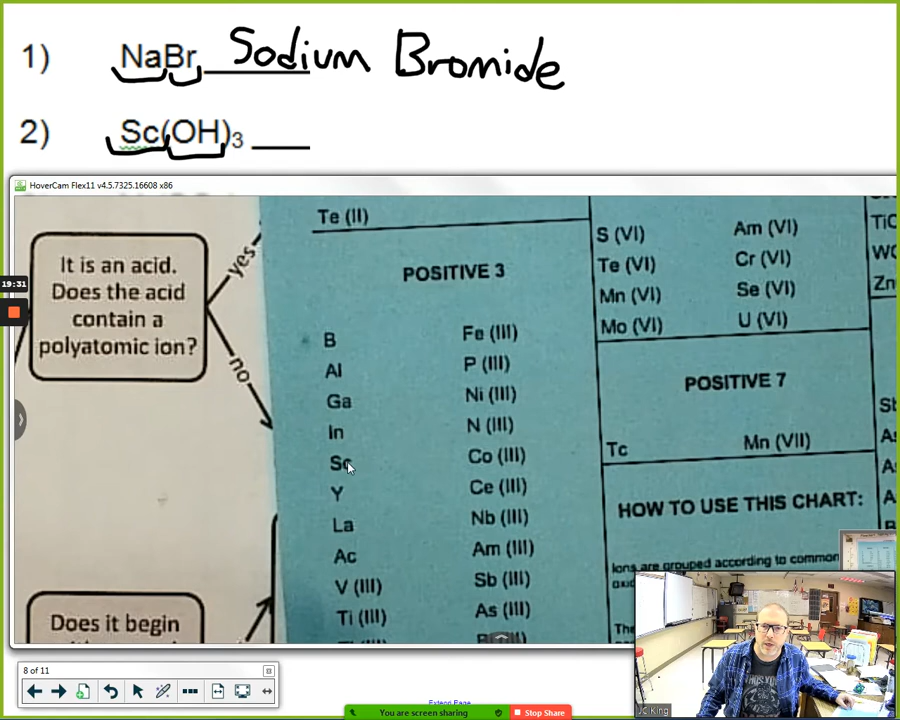 1) NaBr Sodium Bromide
2) Sc(OH)3 ____
HoverCam Flex11 v4.5.7325.16608 x86
It is an acid.
Does the acid
contain a
polyatomic ion?
yes
no
Does it begin
Te (II)
POSITIVE 3
B Fe (III)
Al P (III)
Ga Ni (III)
In N (III)
Sc Co (III)
Y Ce (III)
La Nb (III)
Ac Am (III)
V (III) Sb (III)
Ti (III) As (III)
S (VI) Am (VI)
Te (VI) Cr (VI)
Mn (VI) Se (VI)
Mo (VI) U (VI)
POSITIVE 7
Tc Mn (VII)
HOW TO USE THIS CHART:
Ions are grouped according to common
19:31
8 of 11
Extend Page
You are screen sharing
Stop Share
JC King